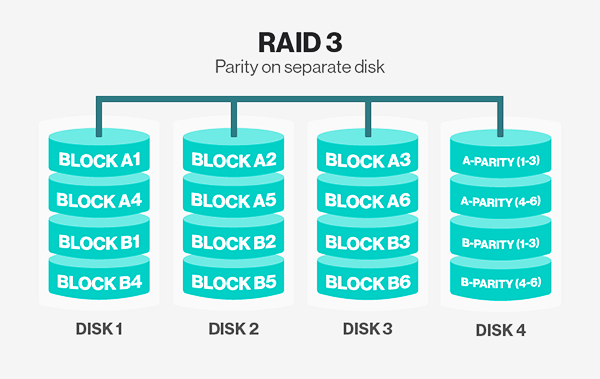 RAID 3
Parity on separate disk
BLOCK A1
BLOCK A2
BLOCK A3
A-PARITY (1-3)
BLOCK A4
BLOCK A5
BLOCK A6
A-PARITY (4-6)
BLOCK B1
BLOCK B2
BLOCK B3
B-PARITY (1-3)
BLOCK B4
BLOCK B5
BLOCK B6
B-PARITY (4-6)
DISK 1
DISK 2
DISK 3
DISK 4